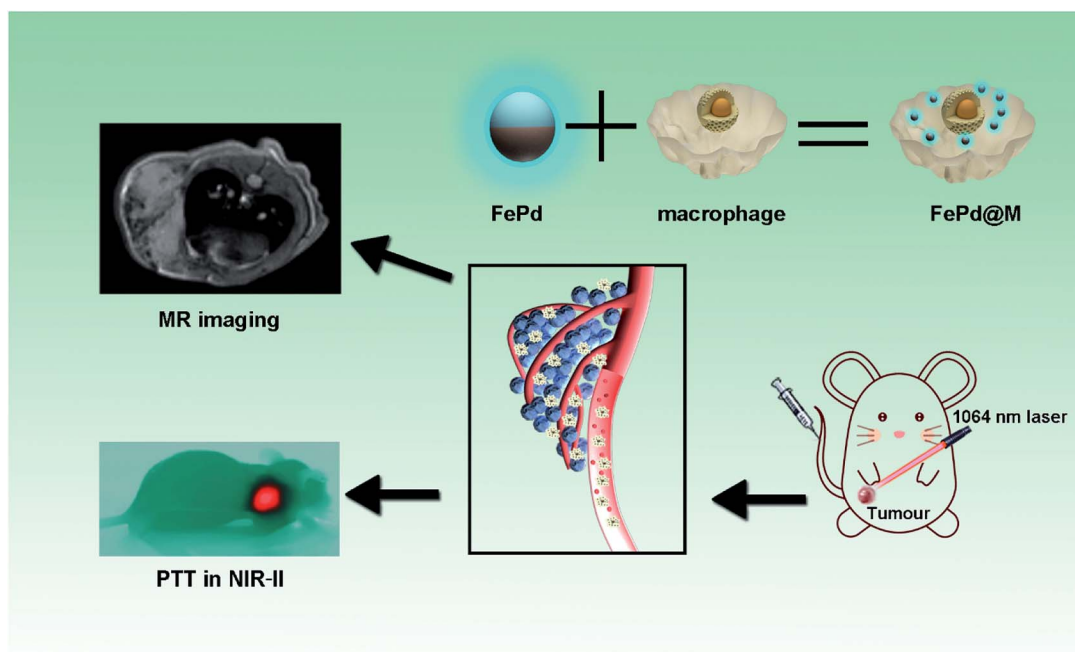 FePd
macrophage
FePd@M
MR imaging
1064 nm laser
Tumour
PTT in NIR-II